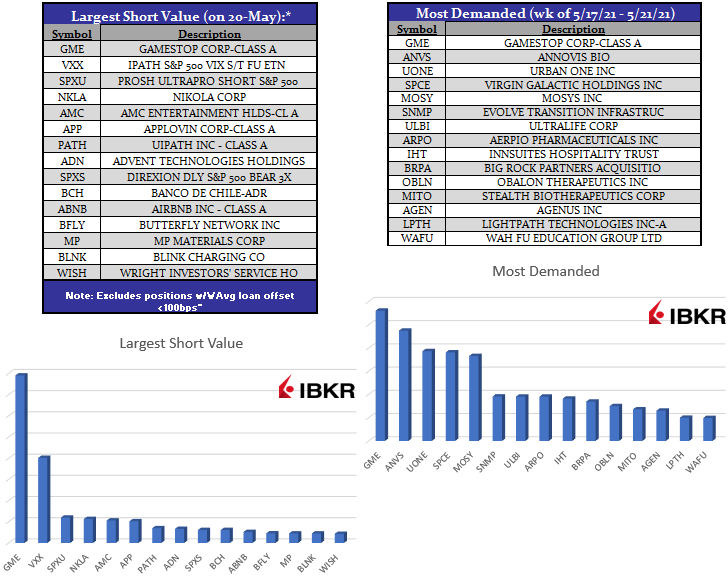 Largest Short Value (on 20-May):*
Symbol Description
GME GAMESTOP CORP-CLASS A
VXX IPATH S&P 500 VIX S/T FU ETN
SPXU PROSH ULTRAPRO SHORT S&P 500
NKLA NIKOLA CORP
AMC AMC ENTERTAINMENT HLDS-CL A
APP APPLOVIN CORP-CLASS A
PATH UIPATH INC - CLASS A
ADN ADVENT TECHNOLOGIES HOLDINGS
SPXS DIREXION DLY S&P 500 BEAR 3X
BCH BANCO DE CHILE-ADR
ABNB AIRBNB INC - CLASS A
BFLY BUTTERFLY NETWORK INC
MP MP MATERIALS CORP
BLNK BLINK CHARGING CO
WISH WRIGHT INVESTORS' SERVICE HO
Note: Excludes positions w/WAvg loan offset
<100bps"
Most Demanded (wk of 5/17/21 - 5/21/21)
Symbol Description
GME GAMESTOP CORP-CLASS A
ANVS ANNOVIS BIO
UONE URBAN ONE INC
SPCE VIRGIN GALACTIC HOLDINGS INC
MOSY MOSYS INC
SNMP EVOLVE TRANSITION INFRASTRUC
ULBI ULTRALIFE CORP
ARPO AERPIO PHARMACEUTICALS INC
IHT INNSUITES HOSPITALITY TRUST
BRPA BIG ROCK PARTNERS ACQUISITIO
OBLN OBALON THERAPEUTICS INC
MITO STEALTH BIOTHERAPEUTICS CORP
AGEN AGENUS INC
LPTH LIGHTPATH TECHNOLOGIES INC-A
WAFU WAH FU EDUCATION GROUP LTD
Most Demanded
IBKR
GME ANVS UONE SPCE MOSY SNMP ULBI ARPO IHT BRPA OBLN MITO AGEN LPTH WAFU
Largest Short Value
IBKR
GME VXX SPXU NKLA AMC APP PATH ADN SPXS BCH ABNB BFLY MP BLNK WISH